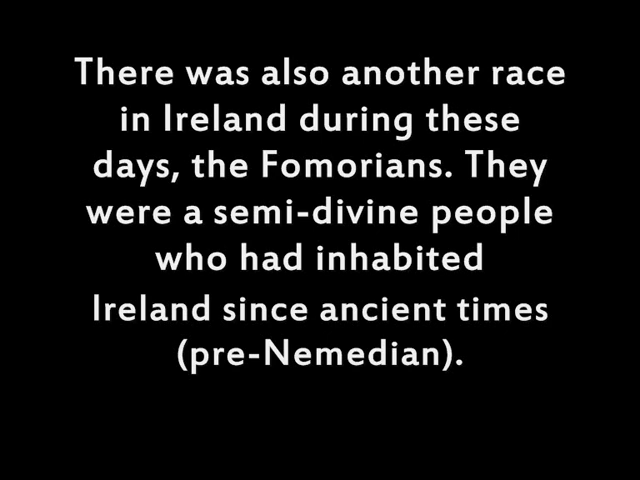 There was also another race
in Ireland during these
days, the Fomorians. They
were a semi-divine people
who had inhabited
Ireland since ancient times
(pre-Nemedian).